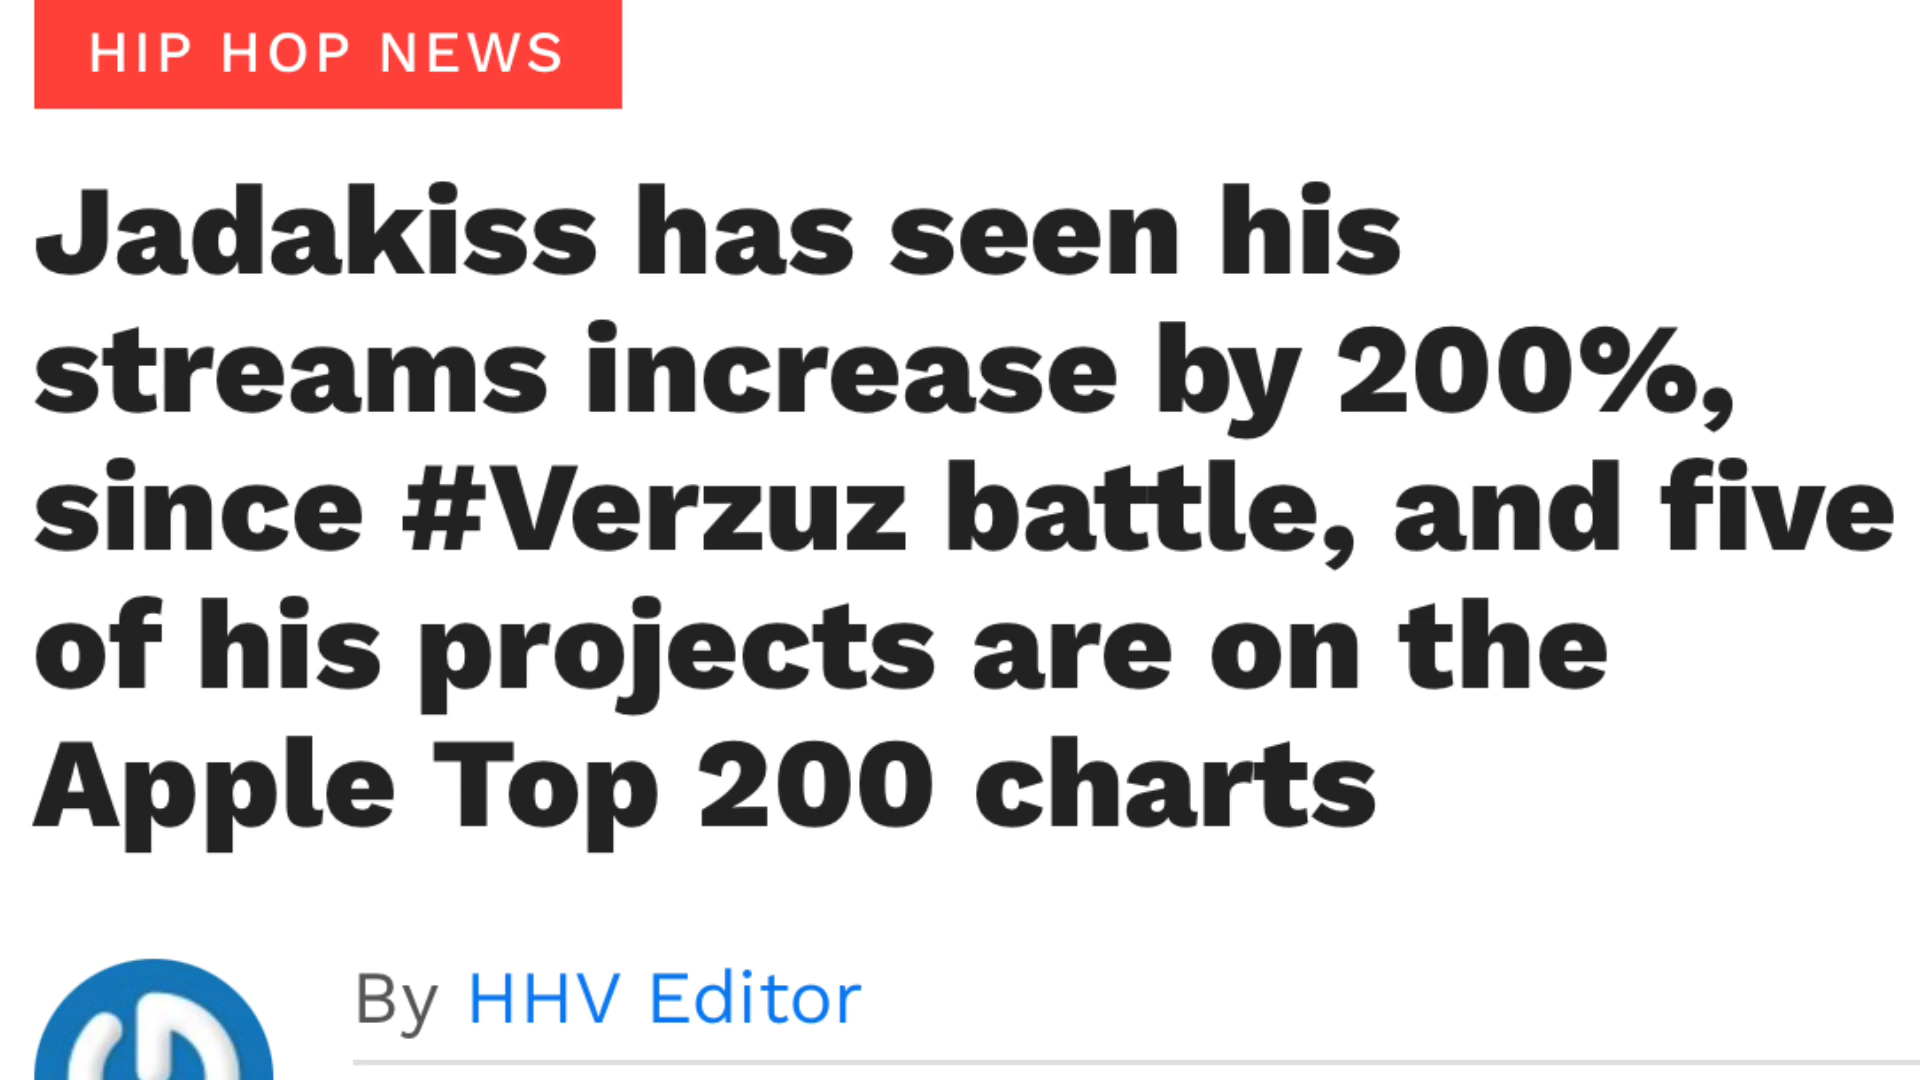 HIP HOP NEWS
Jadakiss has seen his
streams increase by 200%,
since #Verzuz battle, and five
of his projects are on the
Apple Top 200 charts
By HHV Editor